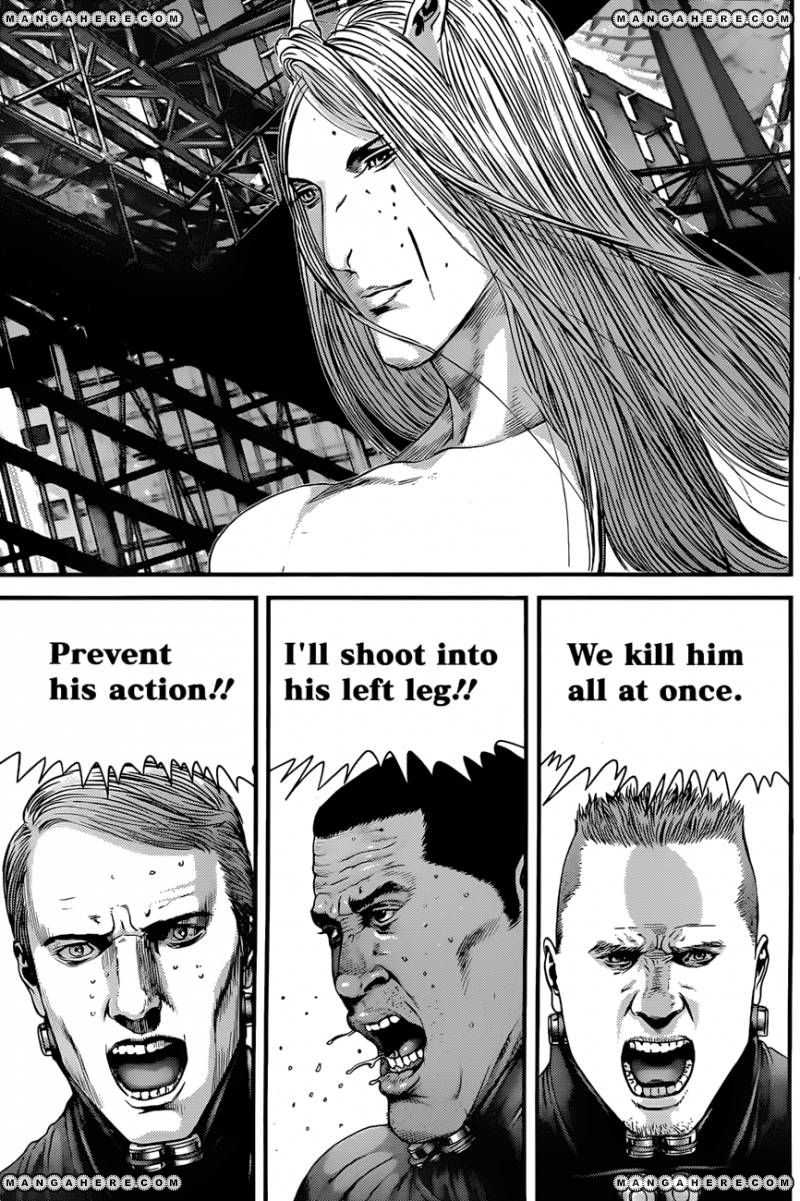 MANGAHERE.COM
MANGAHERE.COM
We kill him
all at once.
I'll shoot into
his left leg!!
Prevent
his action!!
MANGAHERE.COM
MANGAHERE.COM